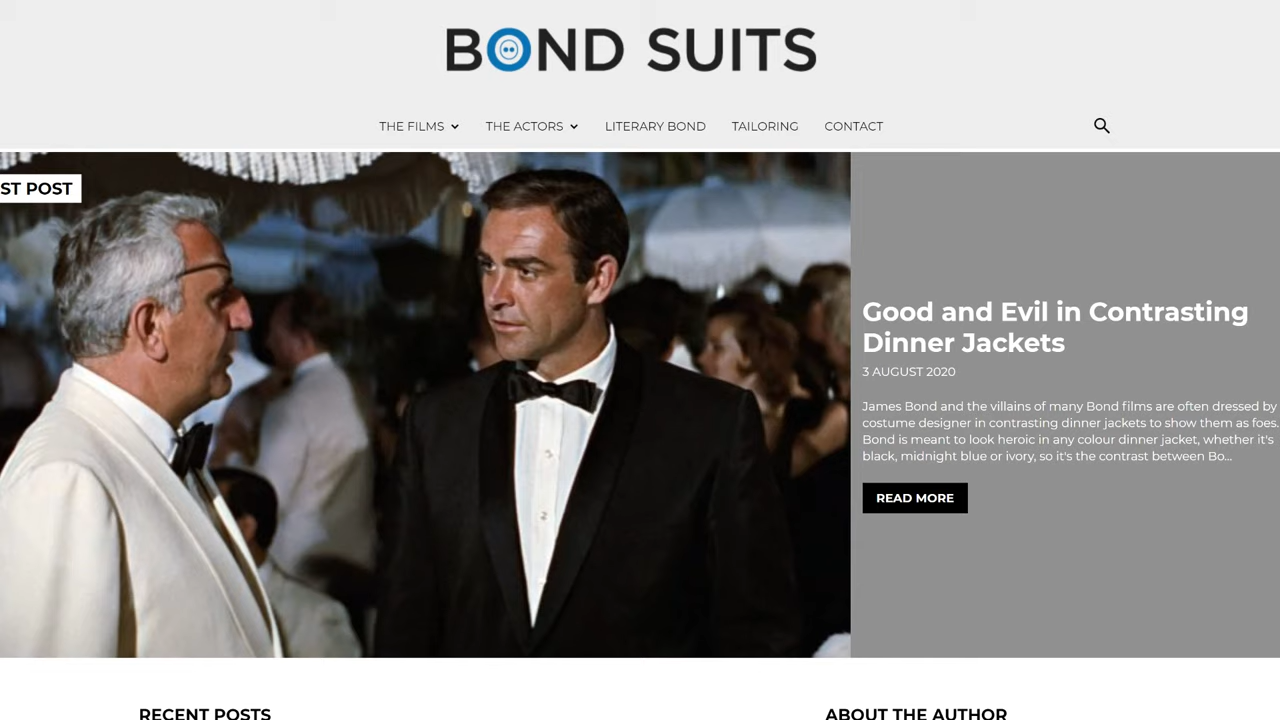 BOND SUITS
THE FILMS THE ACTORS LITERARY BOND TAILORING CONTACT
ST POST
Good and Evil in Contrasting
Dinner Jackets
3 AUGUST 2020
James Bond and the villains of many Bond films are often dressed by
costume designer in contrasting dinner jackets to show them as foes.
Bond is meant to look heroic in any colour dinner jacket, whether it's
black, midnight blue or ivory, so it's the contrast between Bo...
READ MORE
RECENT POSTS
ABOUT THE AUTHOR